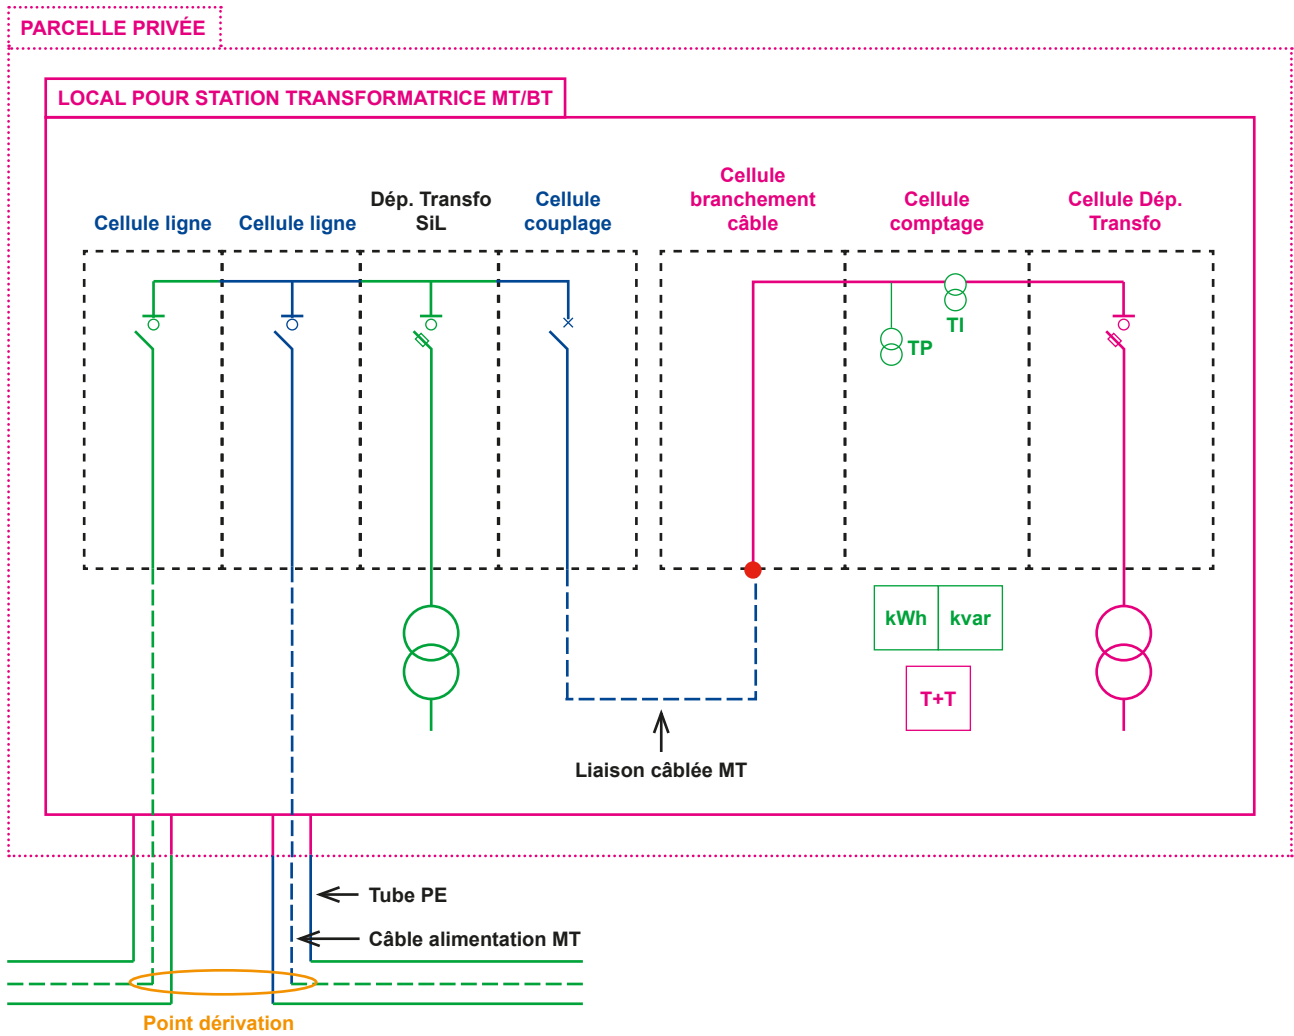 PARCELLE PRIVÉE
LOCAL POUR STATION TRANSFORMATRICE MT/BT
Cellule ligne
Cellule ligne
Dép. Transfo
SiL
Cellule
couplage
Cellule
branchement
câble
Cellule
comptage
Cellule Dép.
Transfo
TI
TP
kWh
kvar
T+T
Liaison câblée MT
Tube PE
Câble alimentation MT
Point dérivation